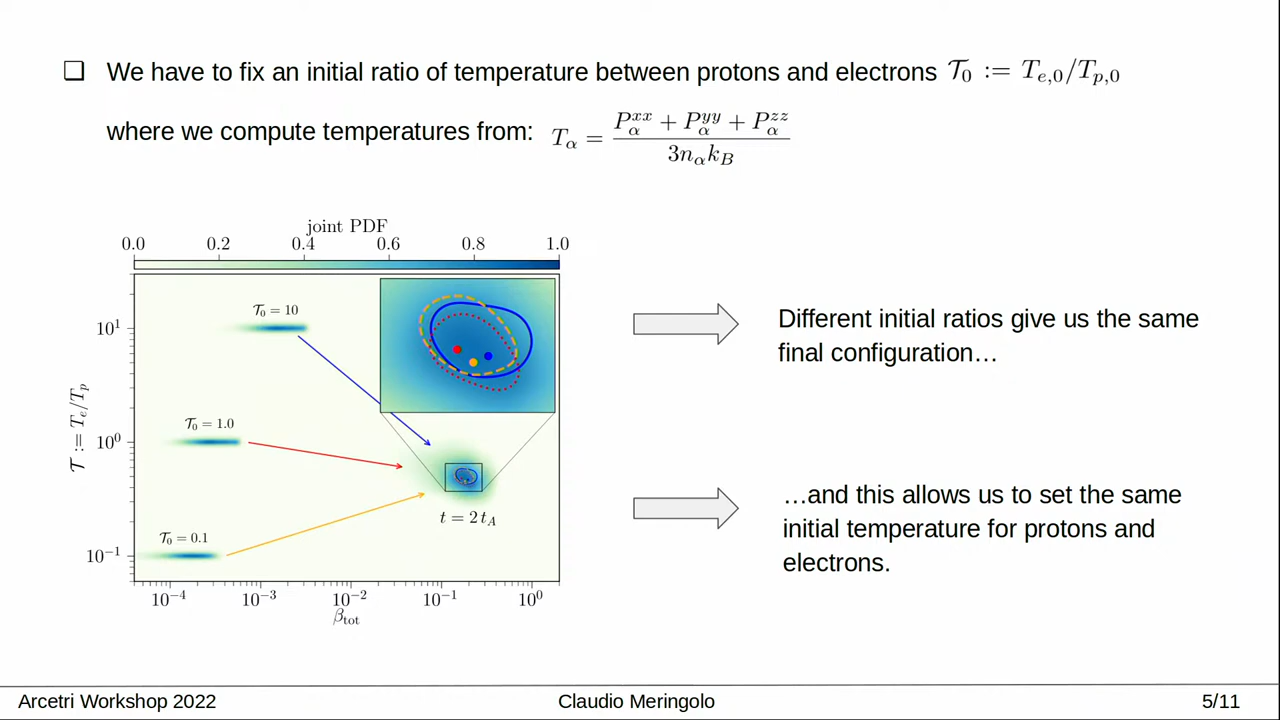 ❑ We have to fix an initial ratio of temperature between protons and electrons 𝒯₀ := Tₑ,₀/Tₚ,₀
where we compute temperatures from: T_α = (P_α^xx + P_α^yy + P_α^zz) / (3n_α k_B)
joint PDF
0.0 0.2 0.4 0.6 0.8 1.0
𝒯₀ = 10
10¹
𝒯₀ = 1.0
10⁰
𝒯 := Tₑ/Tₚ
t = 2 t_A
𝒯₀ = 0.1
10⁻¹
10⁻⁴ 10⁻³ 10⁻² 10⁻¹ 10⁰
β_tot
Different initial ratios give us the same
final configuration…
…and this allows us to set the same
initial temperature for protons and
electrons.
Arcetri Workshop 2022 Claudio Meringolo 5/11